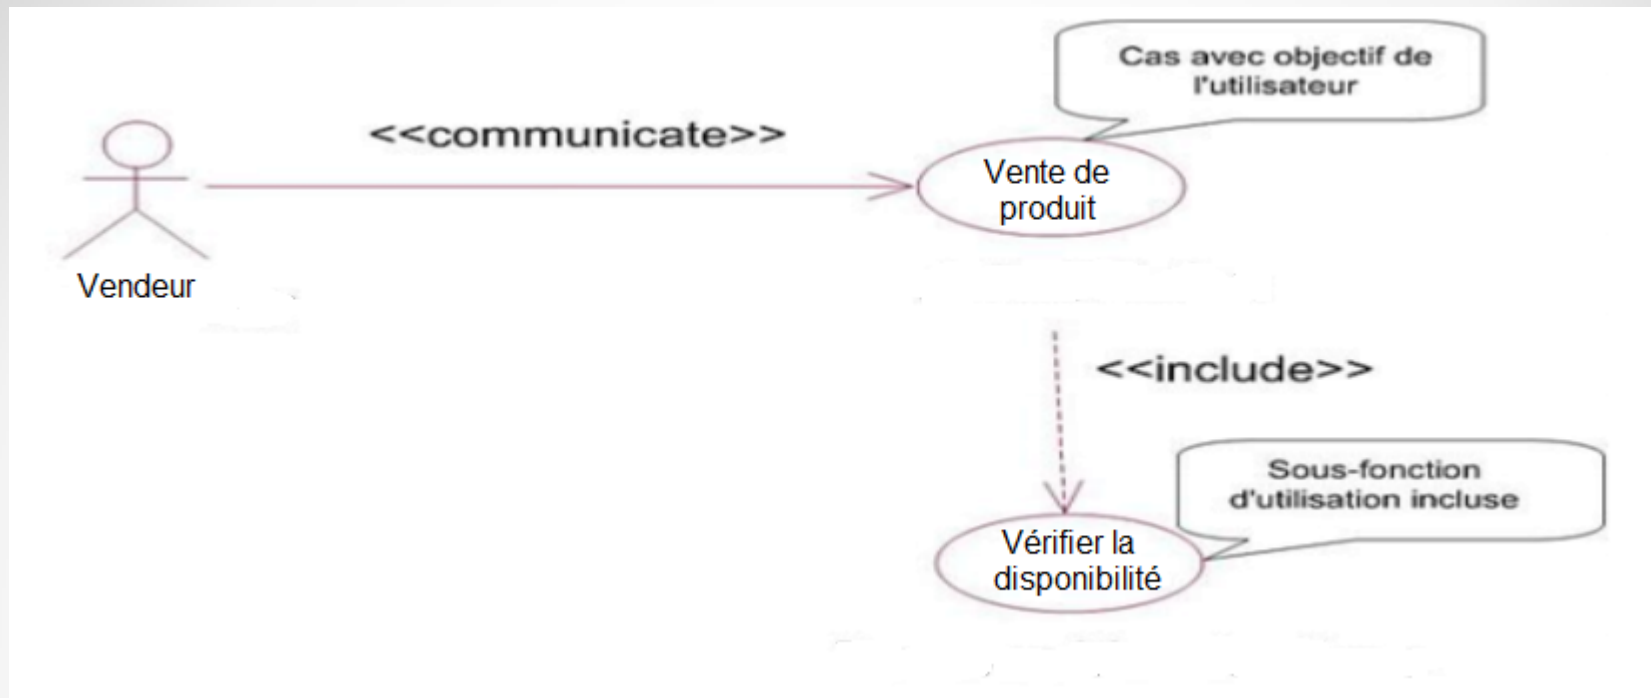 Cas avec objectif de
l'utilisateur
<<communicate>>
Vente de
produit
Vendeur
<<include>>
Sous-fonction
d'utilisation incluse
Vérifier la
disponibilité